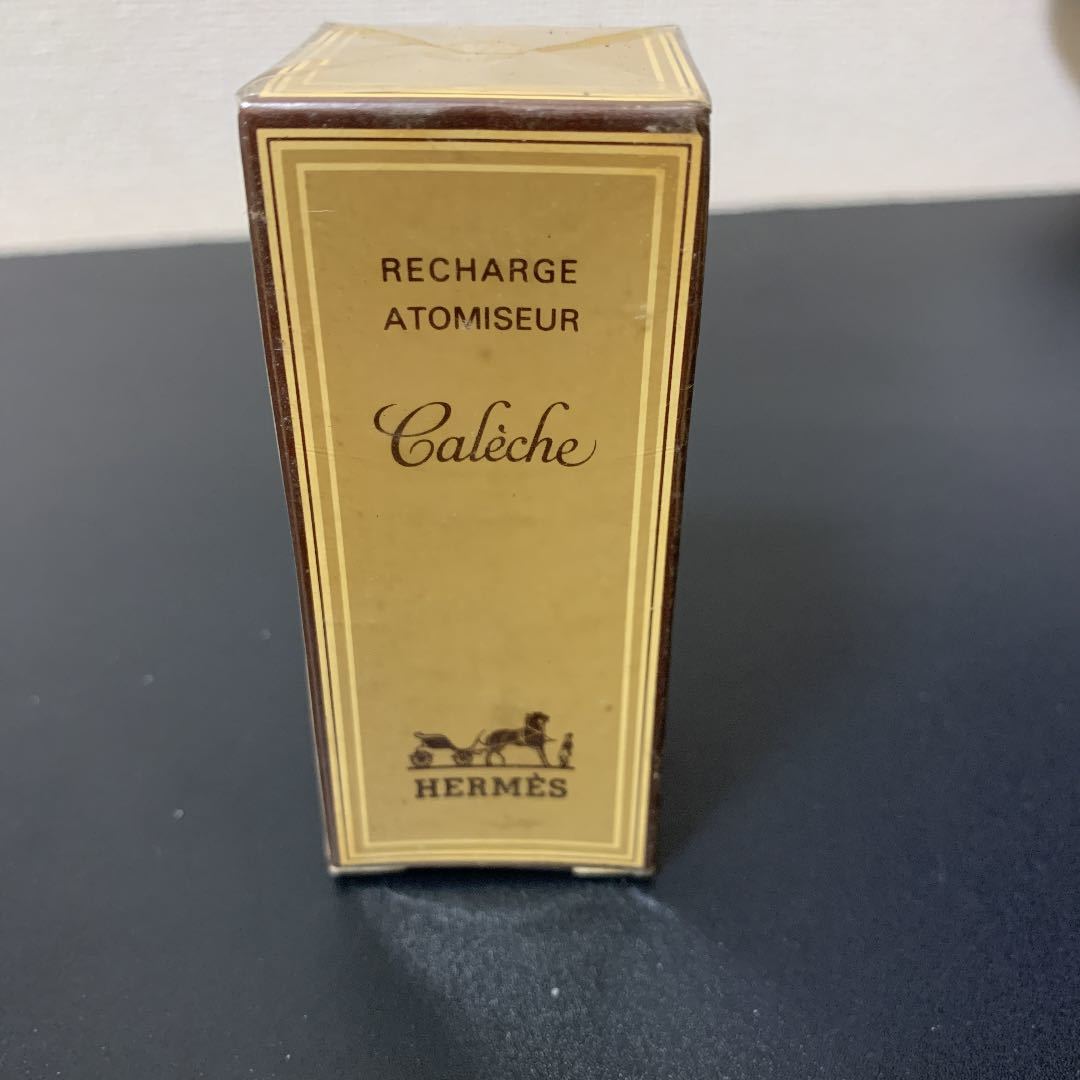 RECHARGE
ATOMISEUR
Calèche
HERMÈS